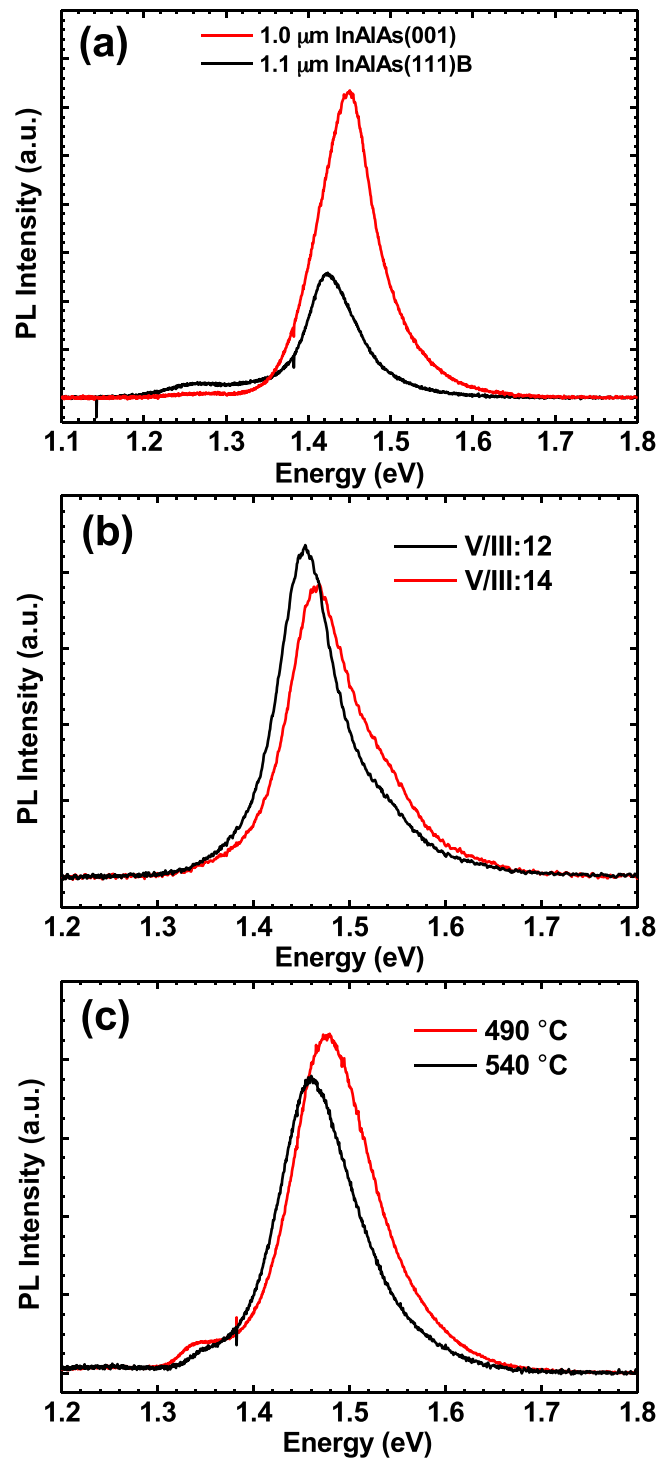 (a)
1.0 μm InAlAs(001)
1.1 μm InAlAs(111)B
PL Intensity (a.u.)
1.1 1.2 1.3 1.4 1.5 1.6 1.7 1.8
Energy (eV)
(b)
V/III:12
V/III:14
PL Intensity (a.u.)
1.2 1.3 1.4 1.5 1.6 1.7 1.8
Energy (eV)
(c)
490 °C
540 °C
PL Intensity (a.u.)
1.2 1.3 1.4 1.5 1.6 1.7 1.8
Energy (eV)